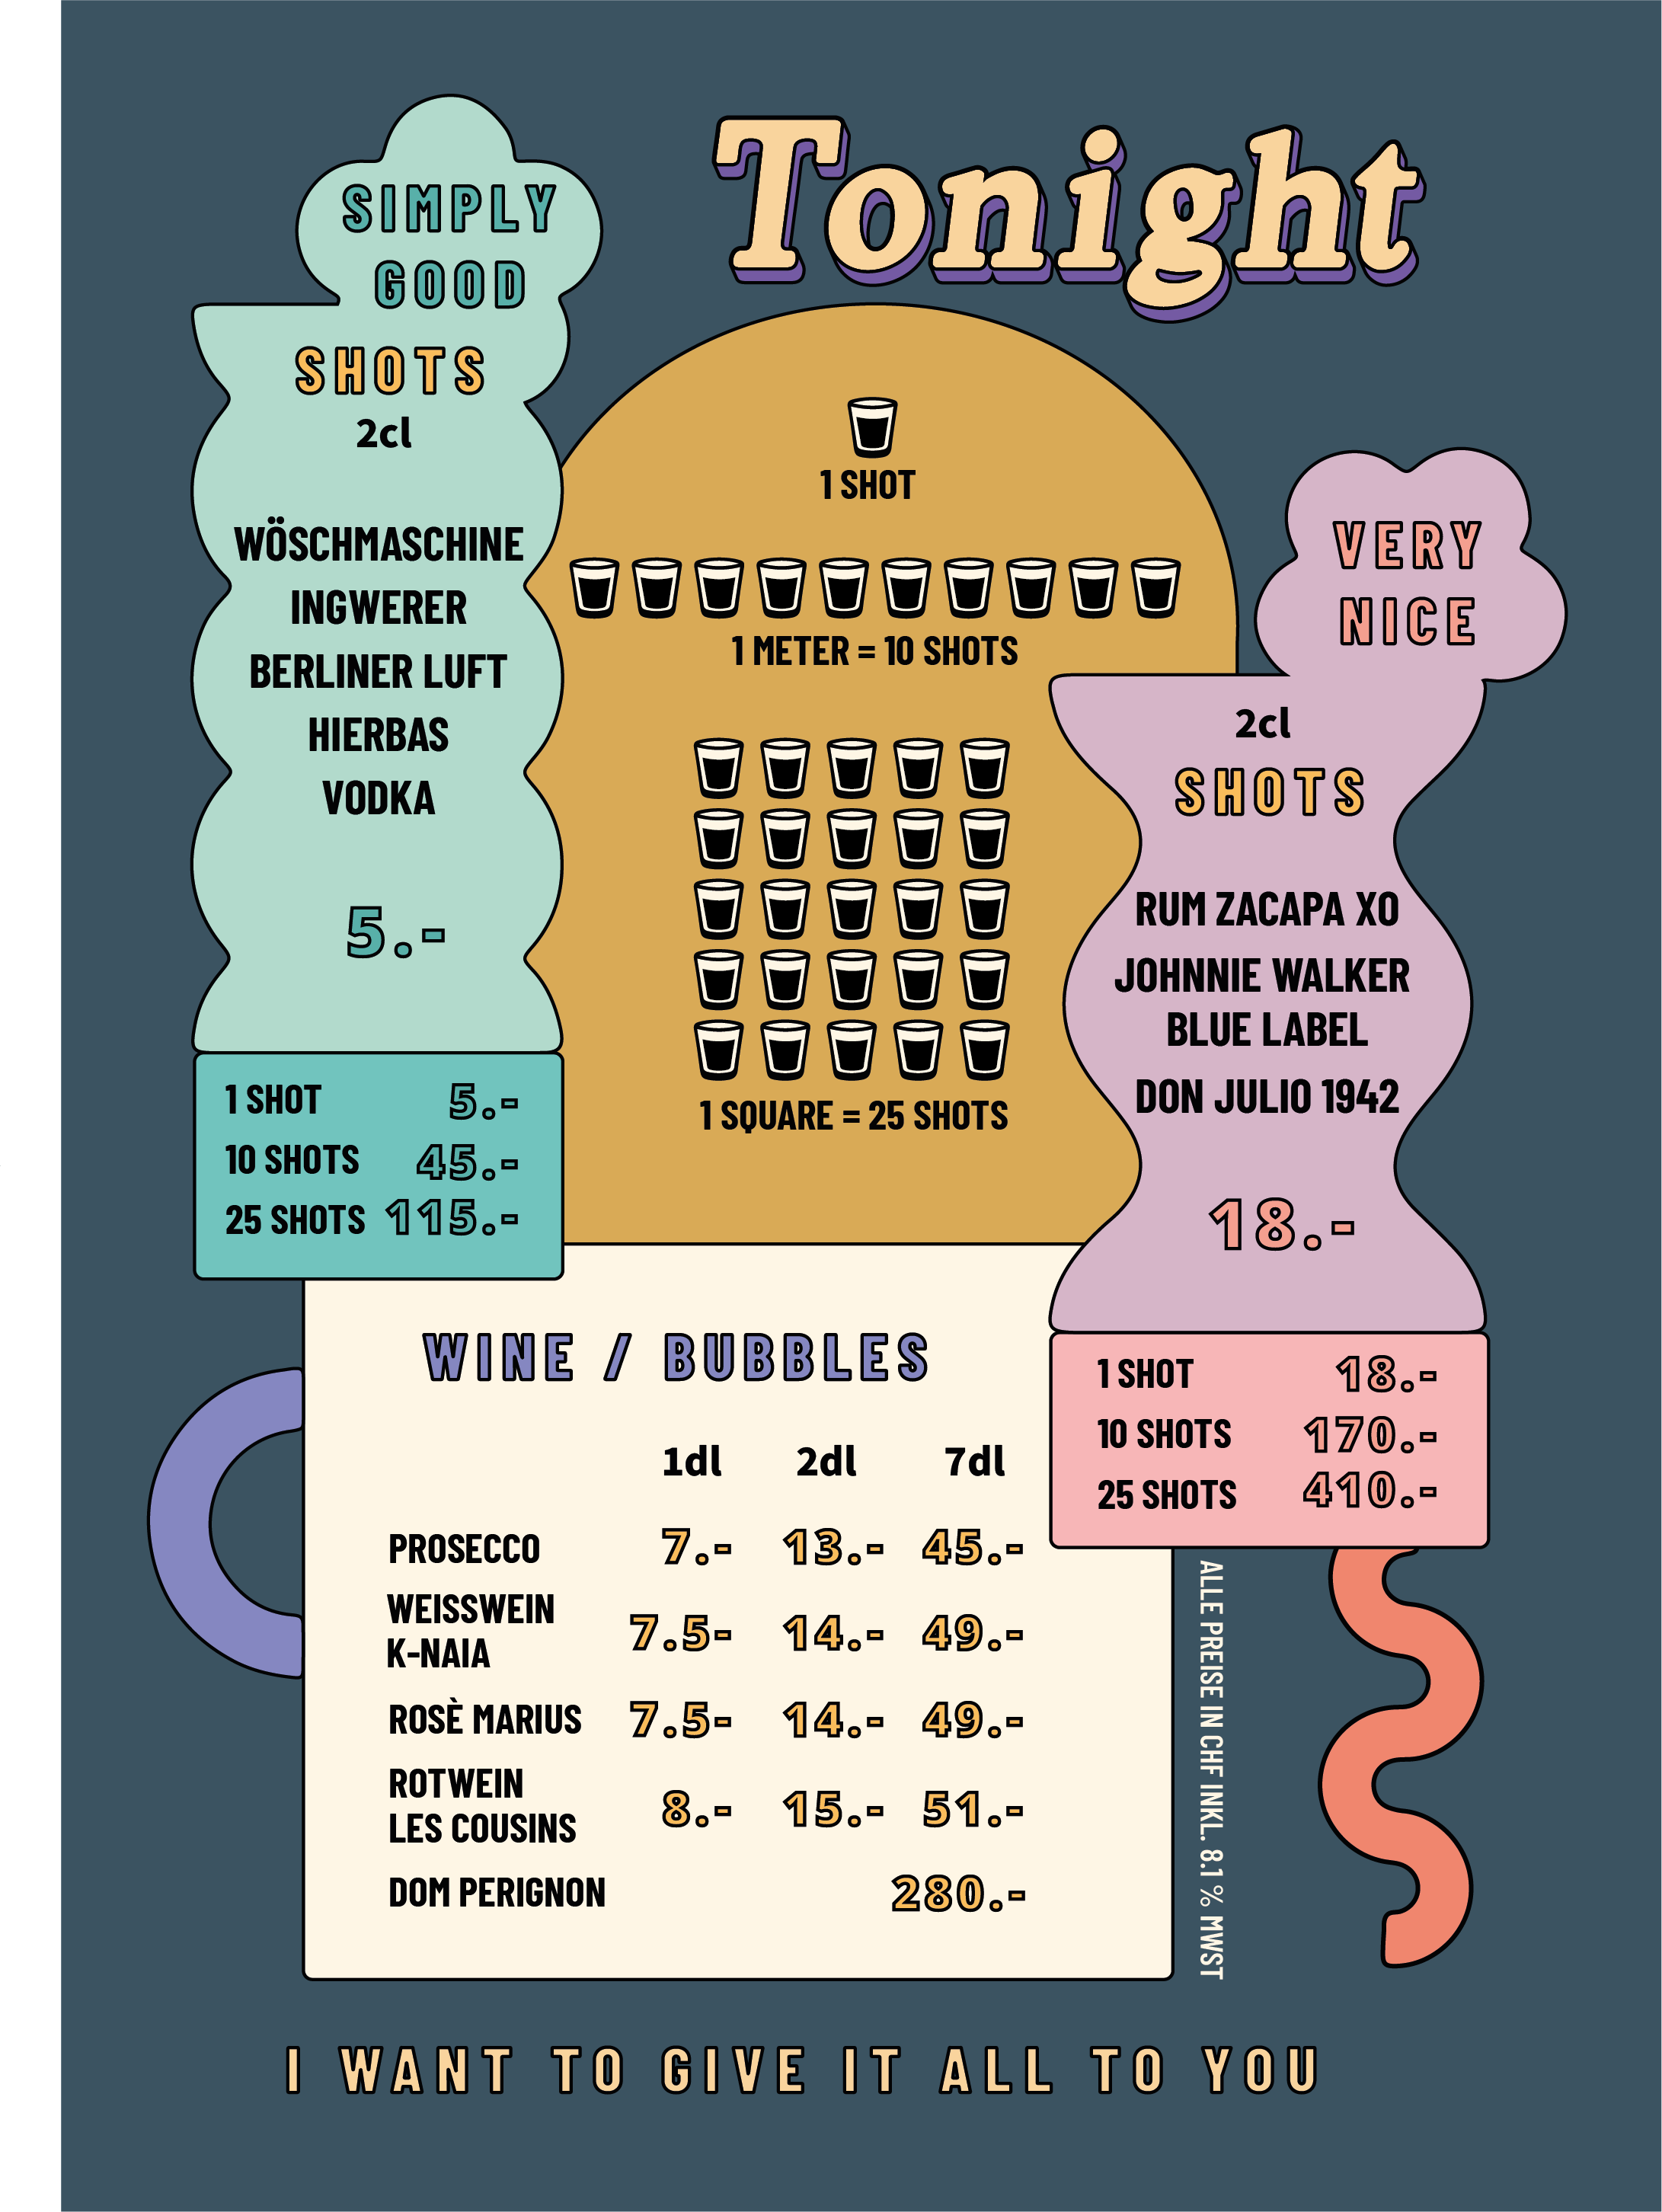 Tonight
SIMPLY
GOOD
SHOTS
2cl
WÖSCHMASCHINE
INGWERER
BERLINER LUFT
HIERBAS
VODKA
5.-
1 SHOT 5.-
10 SHOTS 45.-
25 SHOTS 115.-
1 SHOT
1 METER = 10 SHOTS
1 SQUARE = 25 SHOTS
VERY
NICE
2cl
SHOTS
RUM ZACAPA XO
JOHNNIE WALKER
BLUE LABEL
DON JULIO 1942
18.-
1 SHOT 18.-
10 SHOTS 170.-
25 SHOTS 410.-
WINE / BUBBLES
1dl 2dl 7dl
PROSECCO 7.- 13.- 45.-
WEISSWEIN
K-NAIA 7.5- 14.- 49.-
ROSÈ MARIUS 7.5- 14.- 49.-
ROTWEIN
LES COUSINS 8.- 15.- 51.-
DOM PERIGNON 280.-
ALLE PREISE IN CHF INKL. 8.1 % MWST
I WANT TO GIVE IT ALL TO YOU